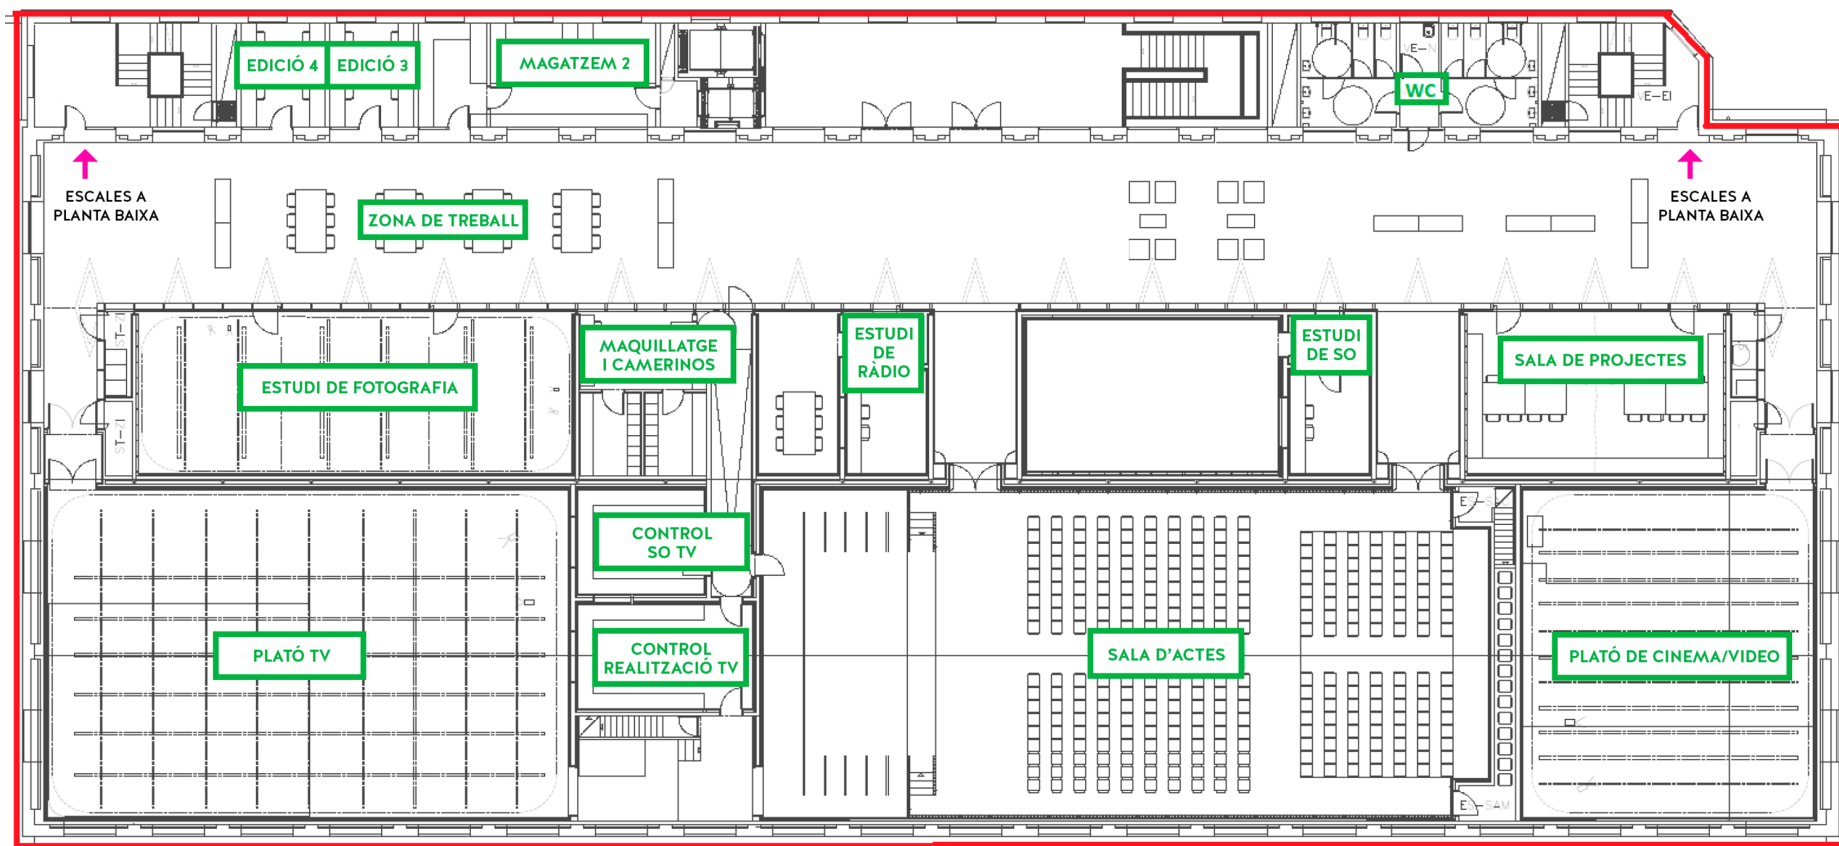 EDICIÓ 4
EDICIÓ 3
MAGATZEM 2
WC
VE-EI
ESCALES A
PLANTA BAIXA
ZONA DE TREBALL
ESCALES A
PLANTA BAIXA
ESTUDI DE FOTOGRAFIA
MAQUILLATGE
I CAMERINOS
ESTUDI
DE
RÀDIO
ESTUDI
DE SO
SALA DE PROJECTES
CONTROL
SO TV
PLATÓ TV
CONTROL
REALITZACIÓ TV
SALA D'ACTES
PLATÓ DE CINEMA/VIDEO